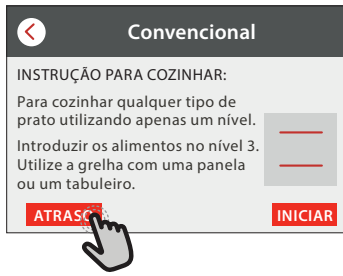 Convencional
INSTRUÇÃO PARA COZINHAR:
Para cozinhar qualquer tipo de
prato utilizando apenas um nível.
Introduzir os alimentos no nível 3.
Utilize a grelha com uma panela
ou um tabuleiro.
ATRASO
INICIAR